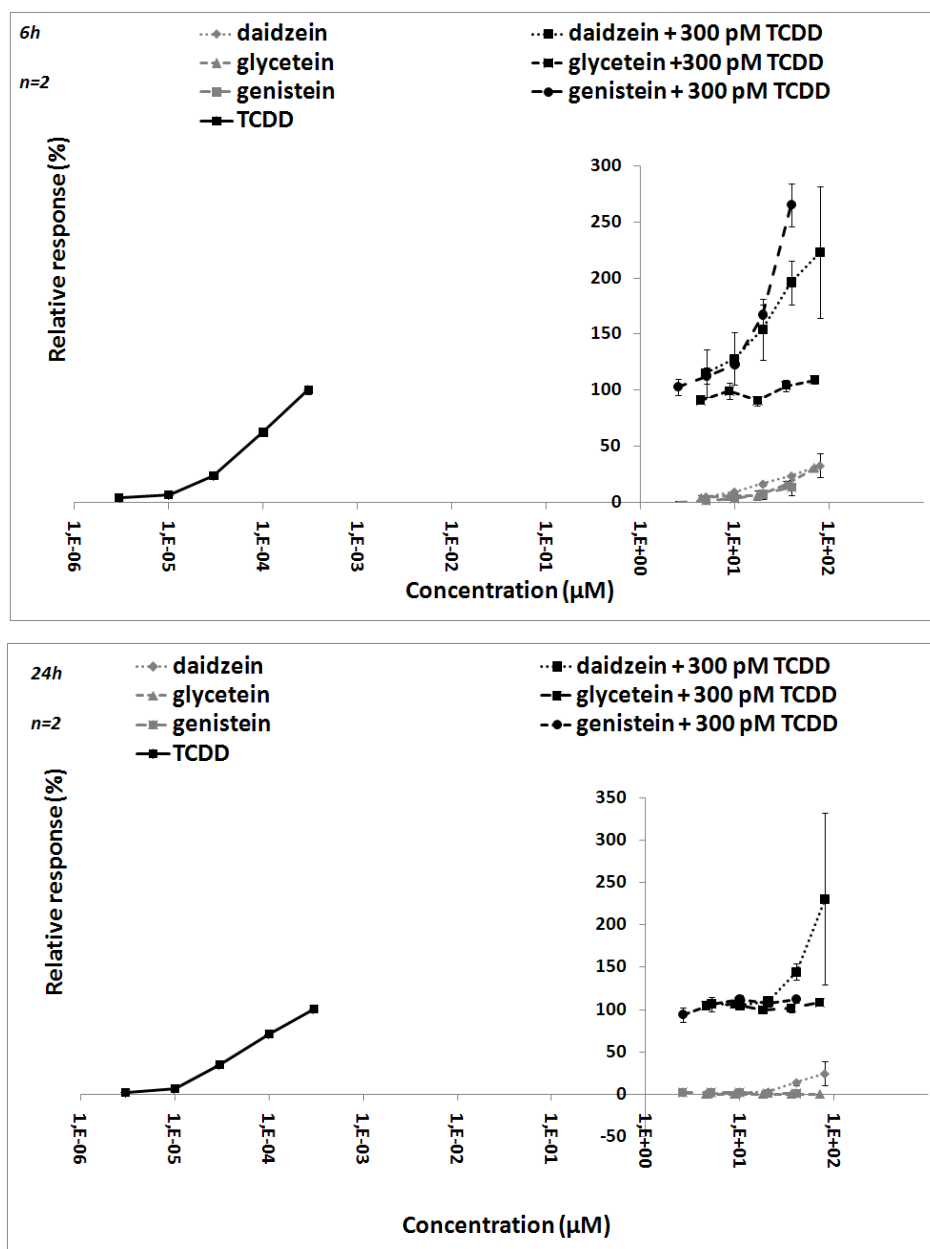 6h
n=2
daidzein
glycetein
genistein
TCDD
daidzein + 300 pM TCDD
glycetein +300 pM TCDD
genistein + 300 pM TCDD
Relative response (%)
300
250
200
150
100
50
0
1,E-06
1,E-05
1,E-04
1,E-03
1,E-02
1,E-01
1,E+00
1,E+01
1,E+02
Concentration (µM)
24h
n=2
daidzein
glycetein
genistein
TCDD
daidzein + 300 pM TCDD
glycetein + 300 pM TCDD
genistein + 300 pM TCDD
Relative response (%)
350
300
250
200
150
100
50
0
-50
1,E-06
1,E-05
1,E-04
1,E-03
1,E-02
1,E-01
1,E+00
1,E+01
1,E+02
Concentration (µM)